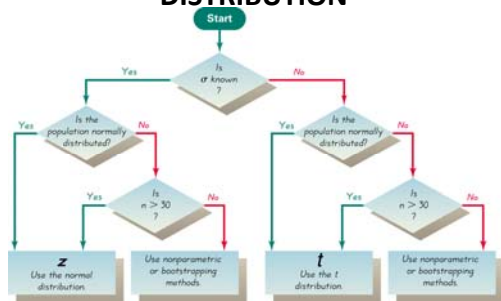 DISTRIBUTION
Start
Is
σ known
?
Yes
No
Is the
population normally
distributed?
Yes
No
Is
n > 30
?
Yes
No
z
Use the normal
distribution
Use nonparametric
or bootstrapping
methods.
Is the
population normally
distributed?
Yes
No
Is
n > 30
?
Yes
No
t
Use the t
distribution
Use nonparametric
or bootstrapping
methods.